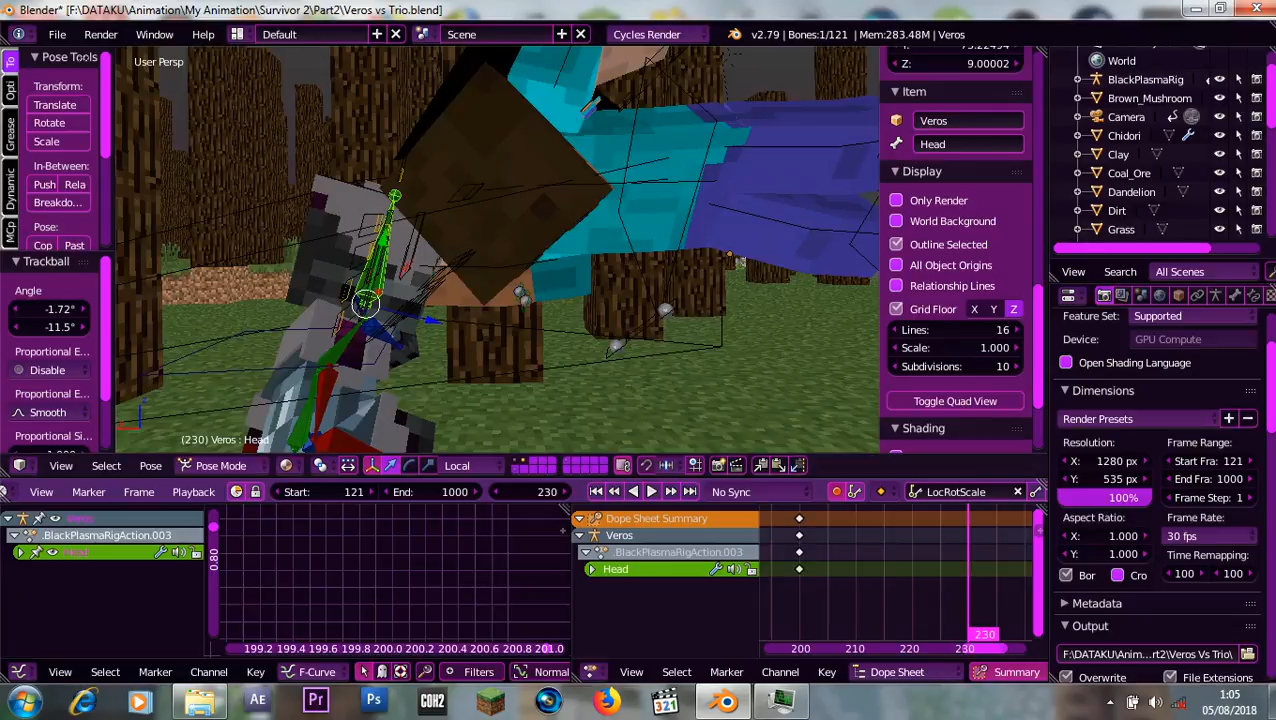 Blender* [F:\DATAKU\Animation\My Animation\Survivor 2\Part2\Veros vs Trio.blend]
File Render Window Help Default Scene Cycles Render v2.79 | Bones:1/121 | Mem:283.48M | Veros
Pose Tools
Transform:
Translate
Rotate
Scale
In-Between:
Push Rela
Breakdo...
Pose:
Cop Past
To
Opti
Grease
Dynamic
MCp
Trackball
Angle
-1.72°
-11.5°
Proportional E...
Disable
Proportional E...
Smooth
Proportional Si...
User Persp
(230) Veros : Head
Z: 9.00002
Item
Veros
Head
Display
Only Render
World Background
Outline Selected
All Object Origins
Relationship Lines
Grid Floor X Y Z
Lines: 16
Scale: 1.000
Subdivisions: 10
Toggle Quad View
Shading
World
BlackPlasmaRig
Brown_Mushroom
Camera
Chidori
Clay
Coal_Ore
Dandelion
Dirt
Grass
View Search All Scenes
Feature Set: Supported
Device: GPU Compute
Open Shading Language
Dimensions
Render Presets
Resolution: Frame Range:
X: 1280 px Start Fra: 121
Y: 535 px End Fra: 1000
100% Frame Step: 1
Aspect Ratio: Frame Rate:
X: 1.000 30 fps
Y: 1.000 Time Remapping:
Bor Cro 100 100
Metadata
Output
F:\DATAKU\Anim...rt2\Veros Vs Trio\
Overwrite File Extensions
View Select Pose Pose Mode Local
View Marker Frame Playback Start: 121 End: 1000 230 No Sync LocRotScale
.BlackPlasmaRigAction.003
0.80
199.2 199.4 199.6 199.8 200.0 200.2 200.4 200.6 200.8 201.0
View Select Marker Channel Key F-Curve Filters Normal
Dope Sheet Summary
Veros
.BlackPlasmaRigAction.003
Head
230
200 210 220 230
View Select Marker Channel Key Dope Sheet Summary
Ae Pr Ps COH2 321
1:05
05/08/2018